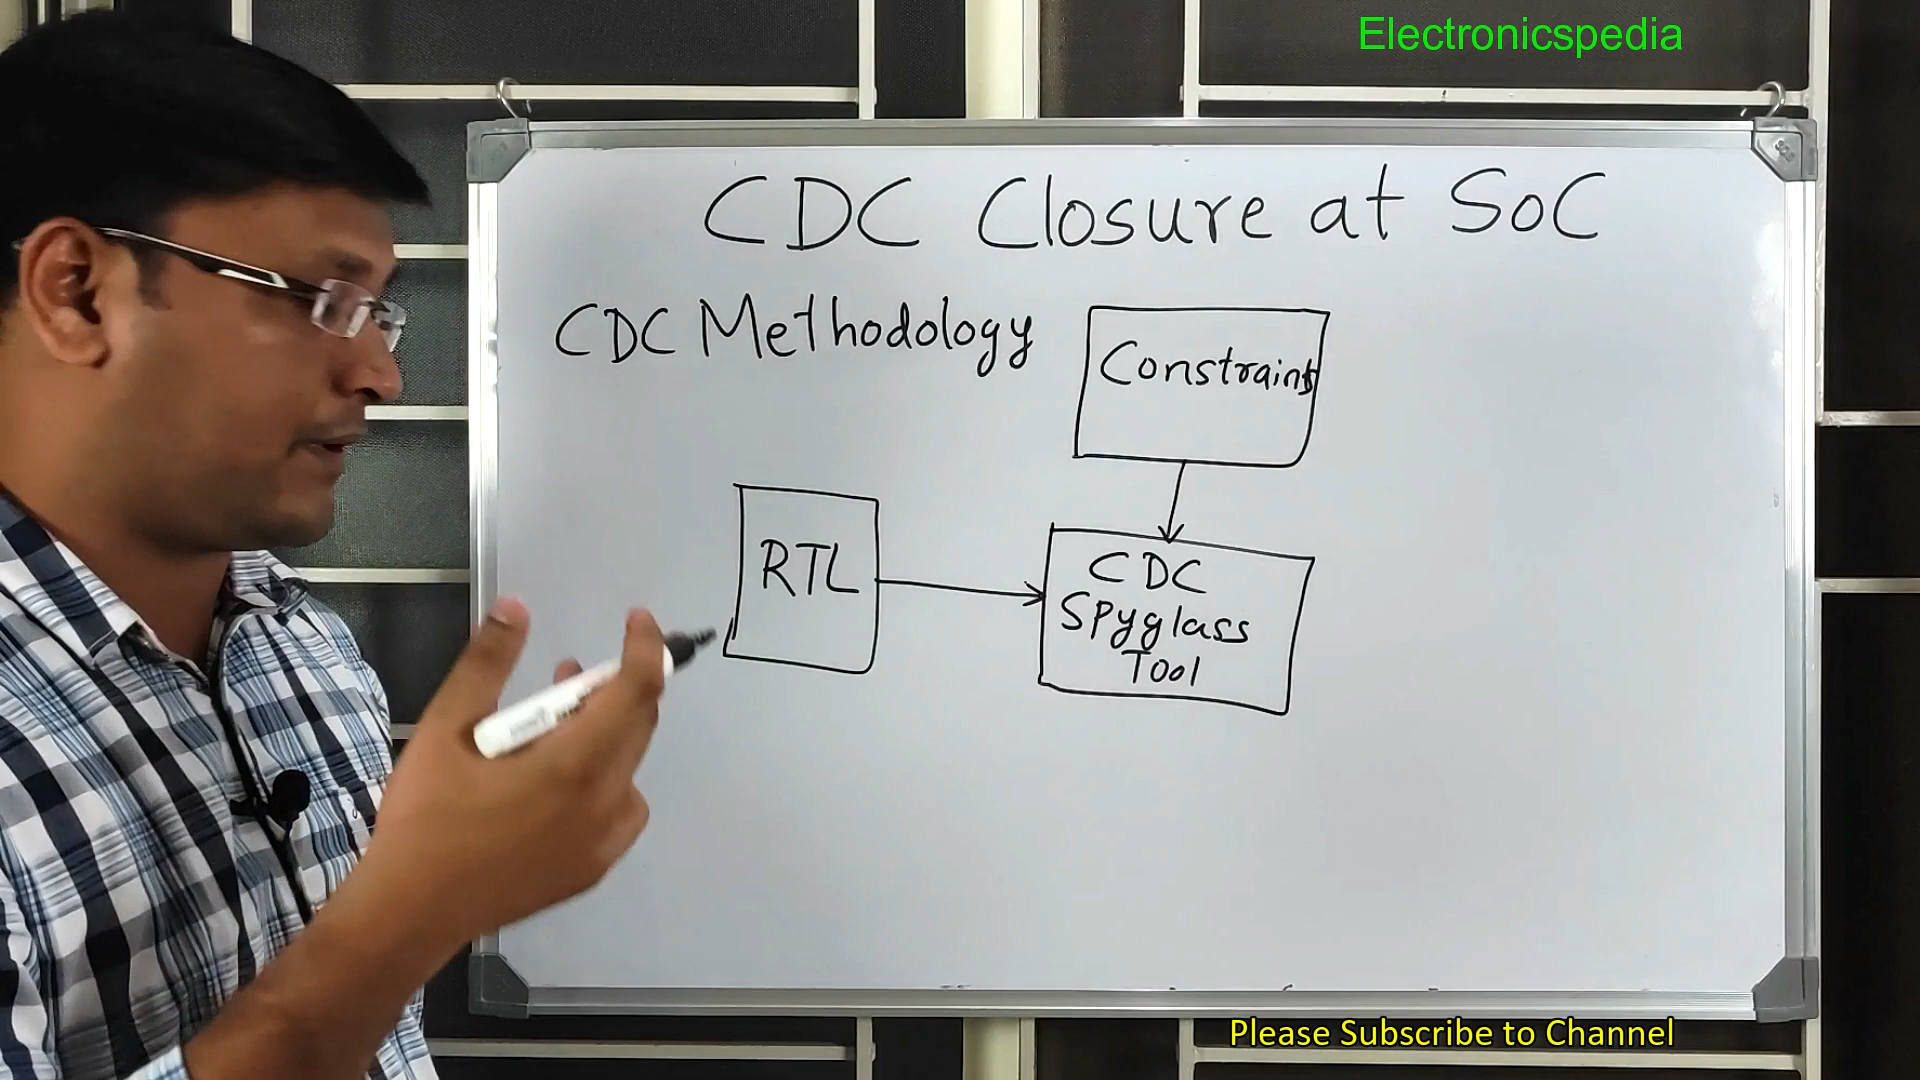 Electronicspedia
CDC Closure at SoC
CDC Methodology
Constraints
RTL
CDC
Spyglass
Tool
Please Subscribe to Channel